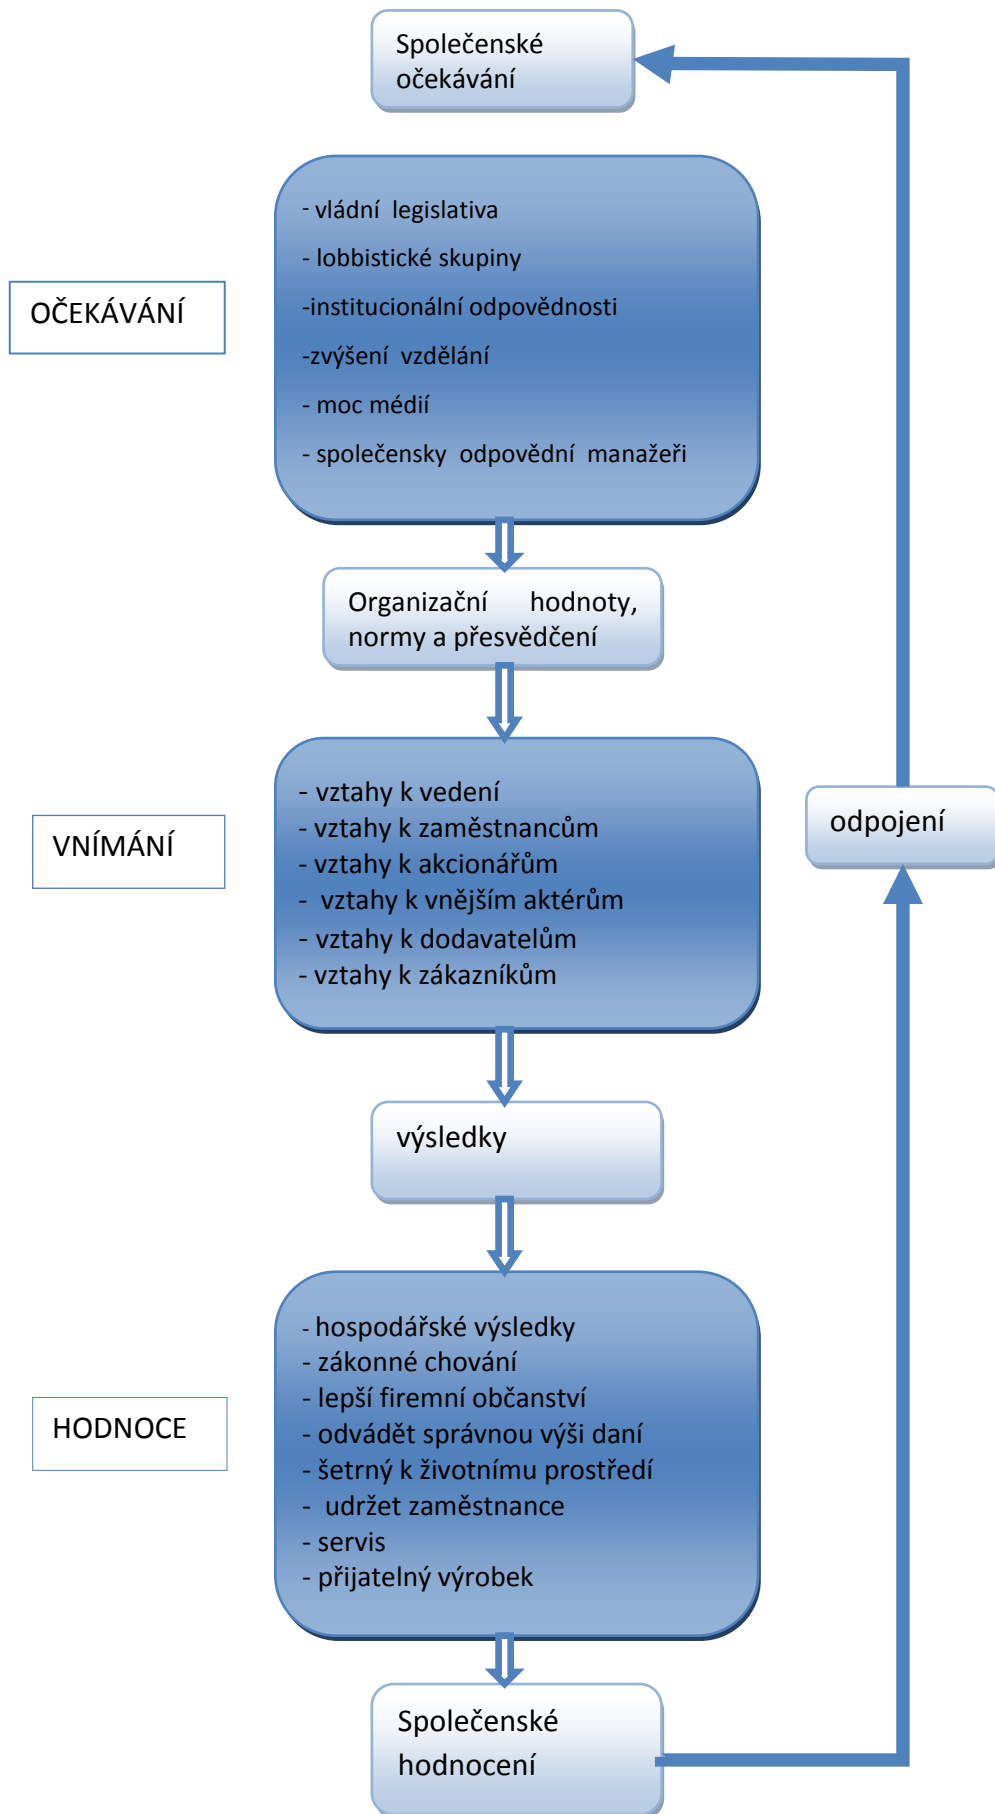 Společenské
očekávání
OČEKÁVÁNÍ
- vládní legislativa
- lobbistické skupiny
-institucionální odpovědnosti
-zvýšení vzdělání
- moc médií
- společensky odpovědní manažeři
Organizační hodnoty,
normy a přesvědčení
VNÍMÁNÍ
- vztahy k vedení
- vztahy k zaměstnancům
- vztahy k akcionářům
- vztahy k vnějším aktérům
- vztahy k dodavatelům
- vztahy k zákazníkům
odpojení
výsledky
HODNOCE
- hospodářské výsledky
- zákonné chování
- lepší firemní občanství
- odvádět správnou výši daní
- šetrný k životnímu prostředí
- udržet zaměstnance
- servis
- přijatelný výrobek
Společenské
hodnocení